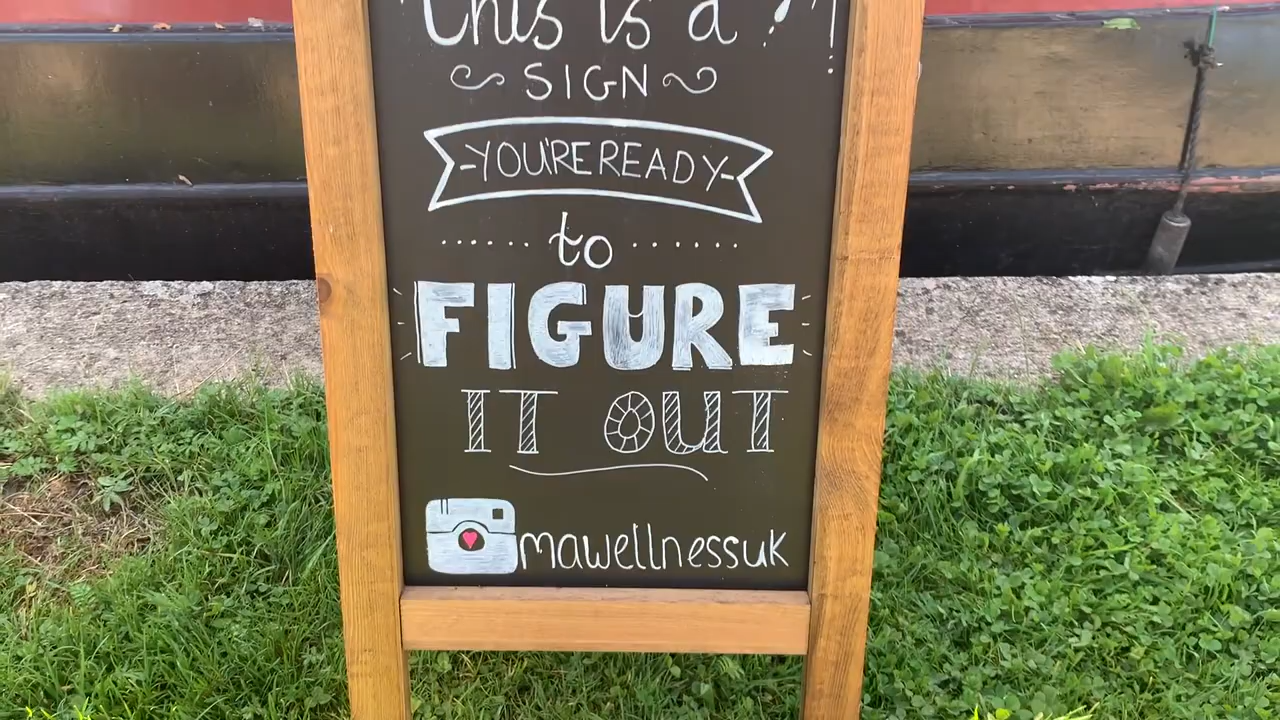 this is a
SIGN
-YOU'RE READY-
to
FIGURE
IT OUT
mawellnessuk